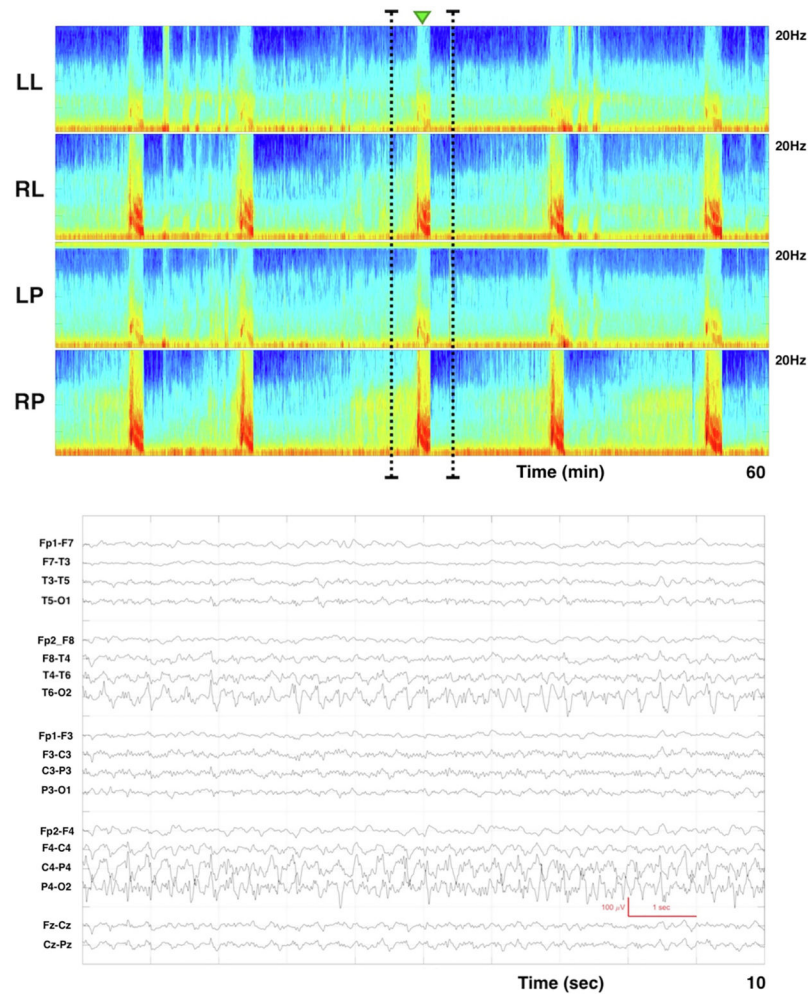 20Hz
LL
20Hz
RL
20Hz
LP
20Hz
RP
Time (min) 60
Fp1-F7
F7-T3
T3-T5
T5-O1
Fp2_F8
F8-T4
T4-T6
T6-O2
Fp1-F3
F3-C3
C3-P3
P3-O1
Fp2-F4
F4-C4
C4-P4
P4-O2
100 µV 1 sec
Fz-Cz
Cz-Pz
Time (sec) 10